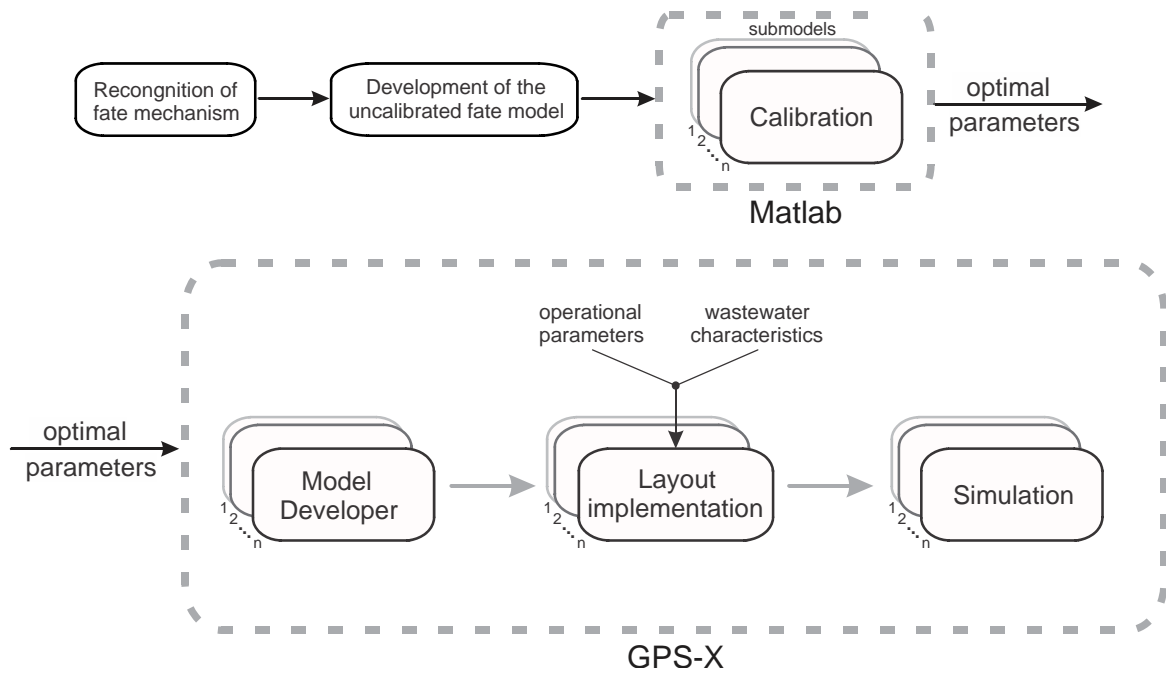 submodels
Recongnition of
fate mechanism
Development of the
uncalibrated fate model
Calibration
1
2
n
optimal
parameters
Matlab
operational
parameters
wastewater
characteristics
optimal
parameters
Model
Developer
1
2
n
Layout
implementation
1
2
n
Simulation
1
2
n
GPS-X